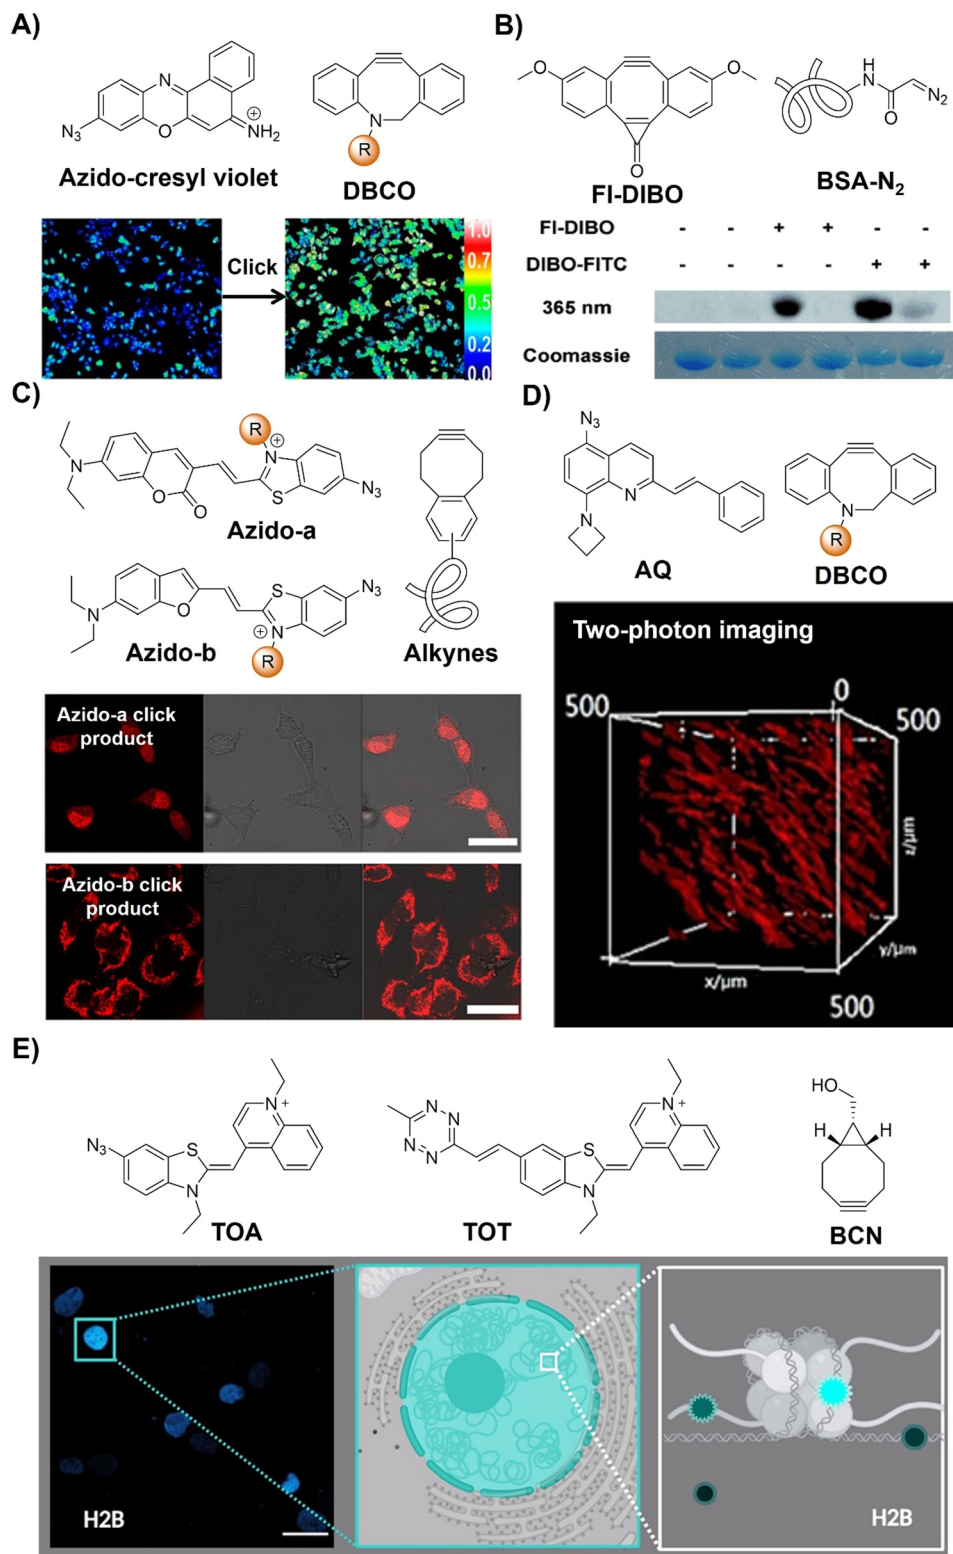 A)
N
N₃
O
⊕NH₂
Azido-cresyl violet
N
R
DBCO
Click
1.0
0.7
0.5
0.2
0.0
B)
O
O
O
FI-DIBO
H
N
O
N₂
BSA-N₂
FI-DIBO - - + + - -
DIBO-FITC - - - - + +
365 nm
Coomassie
C)
N
O
O
R
N⊕
S
N₃
Azido-a
N
O
S
N⊕
R
N₃
Azido-b
Alkynes
Azido-a click
product
Azido-b click
product
D)
N₃
N
N
AQ
N
R
DBCO
Two-photon imaging
500
0
500
z/μm
y/μm
x/μm
500
E)
N₃
S
N
N+
TOA
N
N
N
N
S
N
N+
TOT
HO
H
H
BCN
H2B
H2B